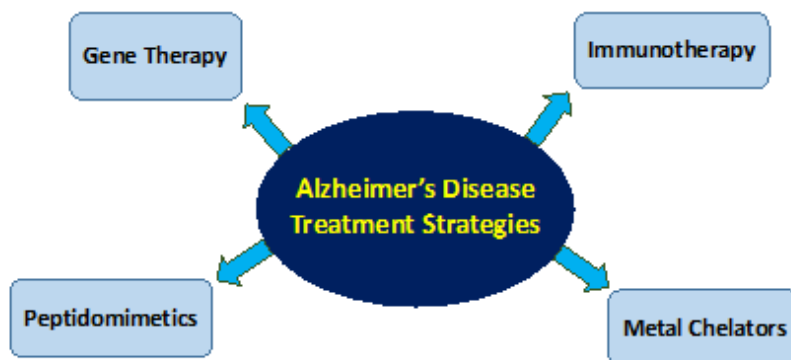 Gene Therapy
Immunotherapy
Alzheimer's Disease
Treatment Strategies
Peptidomimetics
Metal Chelators